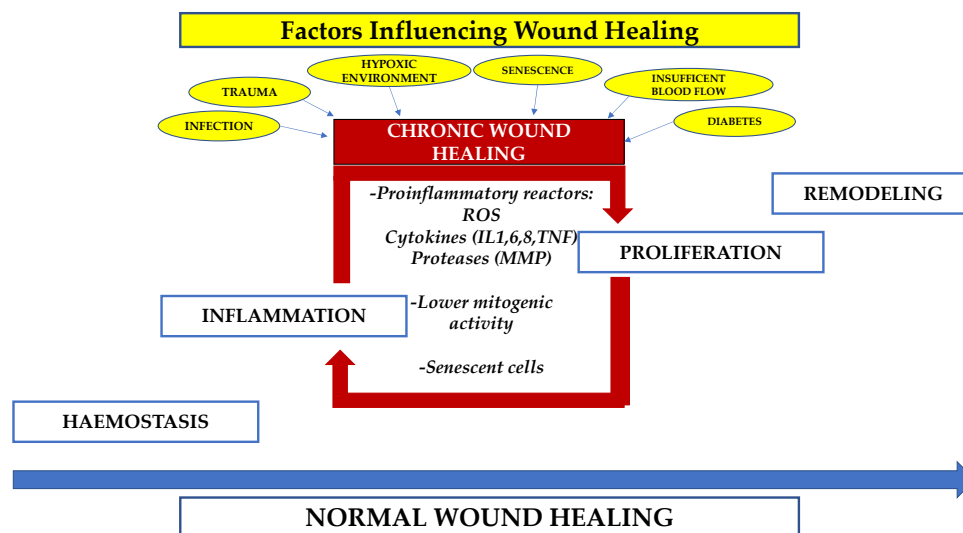 Factors Influencing Wound Healing
HYPOXIC
ENVIRONMENT
SENESCENCE
INSUFFICENT
BLOOD FLOW
TRAUMA
INFECTION
DIABETES
CHRONIC WOUND
HEALING
-Proinflammatory reactors:
ROS
Cytokines (IL1,6,8,TNF)
Proteases (MMP)
REMODELING
PROLIFERATION
INFLAMMATION
-Lower mitogenic
activity
-Senescent cells
HAEMOSTASIS
NORMAL WOUND HEALING